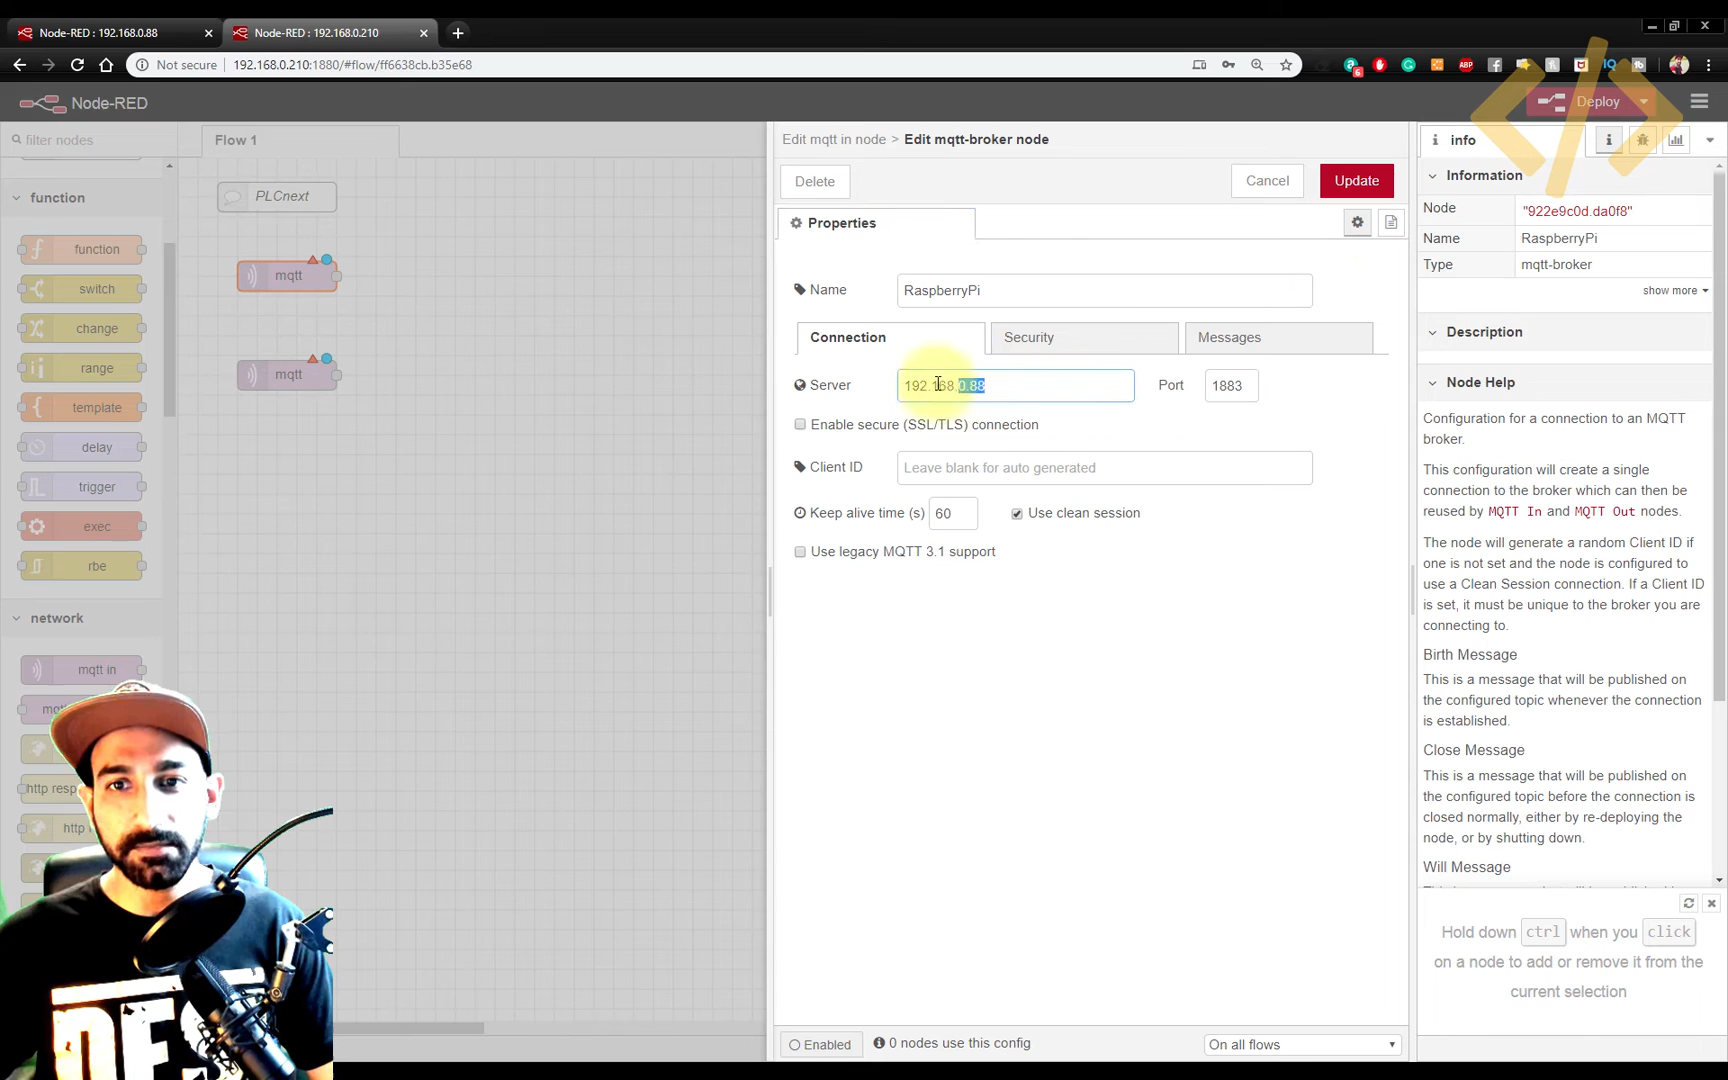 Node-RED : 192.168.0.88
Node-RED : 192.168.0.210
Not secure
192.168.0.210:1880/#flow/ff6638cb.b35e68
6
ABP
Node-RED
Deploy
filter nodes
Flow 1
Edit mqtt in node > Edit mqtt-broker node
info
Delete
Cancel
Update
Information
Node
"922e9c0d.da0f8"
Name
RaspberryPi
Type
mqtt-broker
show more
function
PLCnext
Properties
function
mqtt
Name
RaspberryPi
switch
Connection
Security
Messages
Description
change
range
mqtt
Server
192.168.0.88
Port
1883
Node Help
template
Enable secure (SSL/TLS) connection
Configuration for a connection to an MQTT
broker.
delay
Client ID
Leave blank for auto generated
This configuration will create a single
connection to the broker which can then be
reused by MQTT In and MQTT Out nodes.
trigger
Keep alive time (s)
60
Use clean session
exec
Use legacy MQTT 3.1 support
The node will generate a random Client ID if
one is not set and the node is configured to
use a Clean Session connection. If a Client ID
is set, it must be unique to the broker you are
connecting to.
rbe
network
mqtt in
Birth Message
This is a message that will be published on
the configured topic whenever the connection
is established.
Close Message
http resp
This is a message that will be published on
the configured topic before the connection is
closed normally, either by re-deploying the
node, or by shutting down.
http
Will Message
Hold down ctrl when you click
on a node to add or remove it from the
current selection
Enabled
0 nodes use this config
On all flows